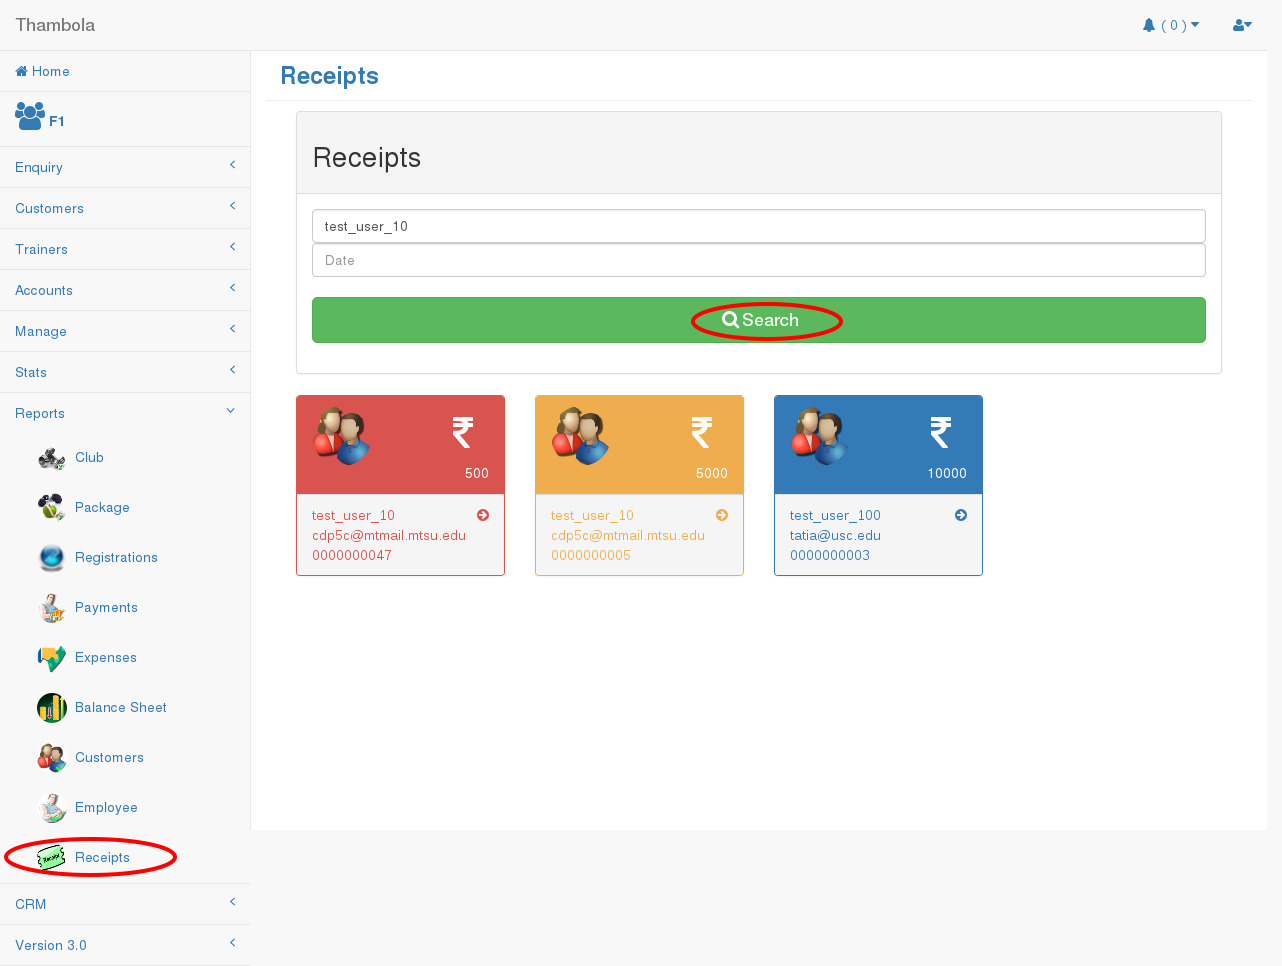 Thambola
( 0 )
Home
F1
Enquiry
Customers
Trainers
Accounts
Manage
Stats
Reports
Club
Package
Registrations
Payments
Expenses
Balance Sheet
Customers
Employee
Receipts
CRM
Version 3.0
Receipts
Receipts
test_user_10
Date
Search
₹
500
test_user_10
cdp5c@mtmail.mtsu.edu
0000000047
₹
5000
test_user_10
cdp5c@mtmail.mtsu.edu
0000000005
₹
10000
test_user_100
tatia@usc.edu
0000000003